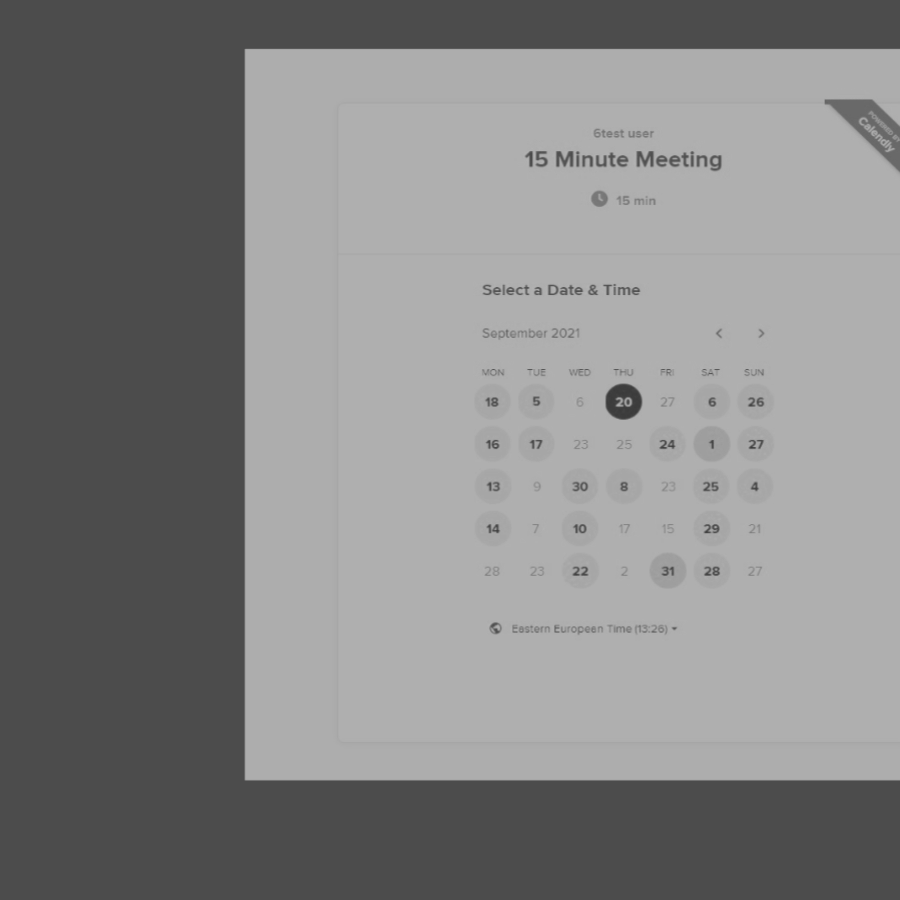 6test user
15 Minute Meeting
15 min
POWERED BY
Calendly
Select a Date & Time
September 2021
MON TUE WED THU FRI SAT SUN
18 5 6 20 27 6 26
16 17 23 25 24 1 27
13 9 30 8 23 25 4
14 7 10 17 15 29 21
28 23 22 2 31 28 27
Eastern Europeen Time (13:26)